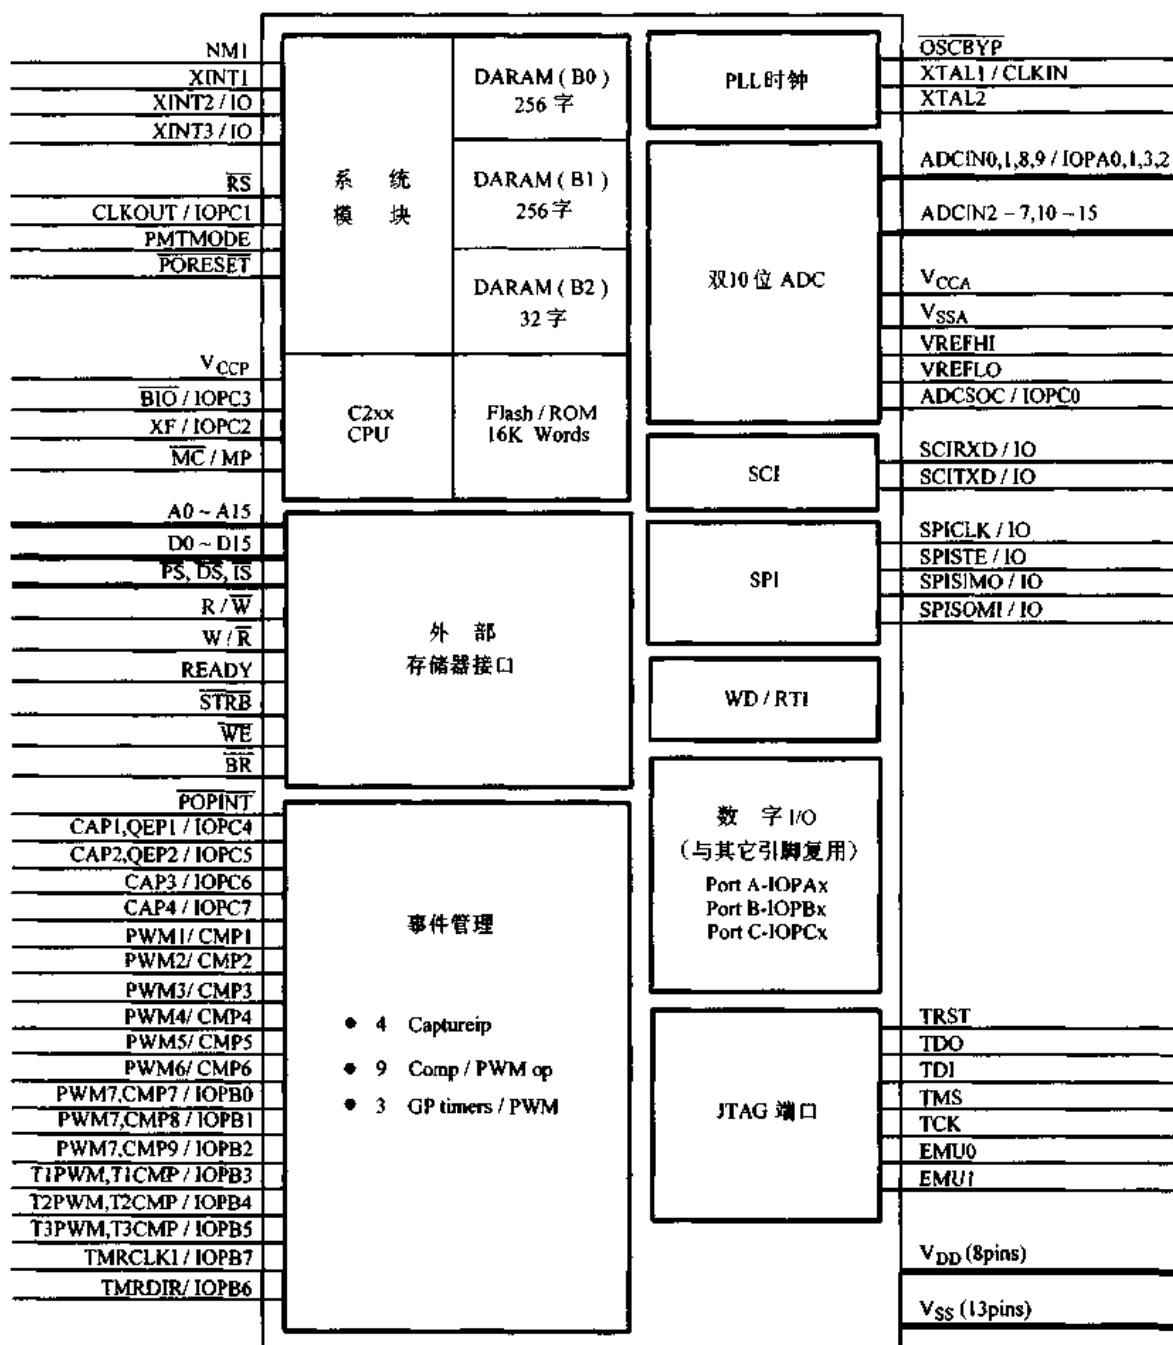 NM1
XINT1
XINT2 / IO
XINT3 / IO
RS
CLKOUT / IOPC1
PMTMODE
PORESET
VCCP
BIO / IOPC3
XF / IOPC2
MC / MP
A0 ~ A15
D0 ~ D15
PS, DS, IS
R / W
W / R
READY
STRB
WE
BR
POPINT
CAP1,QEP1 / IOPC4
CAP2,QEP2 / IOPC5
CAP3 / IOPC6
CAP4 / IOPC7
PWM1/ CMP1
PWM2/ CMP2
PWM3/ CMP3
PWM4/ CMP4
PWM5/ CMP5
PWM6/ CMP6
PWM7,CMP7 / IOPB0
PWM7,CMP8 / IOPB1
PWM7,CMP9 / IOPB2
T1PWM,T1CMP / IOPB3
T2PWM,T2CMP / IOPB4
T3PWM,T3CMP / IOPB5
TMRCLK1 / IOPB7
TMRDIR/ IOPB6
系 统
模 块
DARAM ( B0 )
256 字
DARAM ( B1 )
256 字
DARAM ( B2 )
32 字
C2xx
CPU
Flash / ROM
16K Words
外 部
存储器接口
事件管理
● 4 Captureip
● 9 Comp / PWM op
● 3 GP timers / PWM
PLL时钟
双10 位 ADC
SCI
SPI
WD / RTI
数 字 I/O
（与其它引脚复用）
Port A-IOPAx
Port B-IOPBx
Port C-IOPCx
JTAG 端口
OSCBYP
XTAL1 / CLKIN
XTAL2
ADCIN0,1,8,9 / IOPA0,1,3,2
ADCIN2 – 7,10 – 15
VCCA
VSSA
VREFHI
VREFLO
ADCSOC / IOPC0
SCIRXD / IO
SCITXD / IO
SPICLK / IO
SPISTE / IO
SPISIMO / IO
SPISOMI / IO
TRST
TDO
TDI
TMS
TCK
EMU0
EMU1
VDD (8pins)
VSS (13pins)